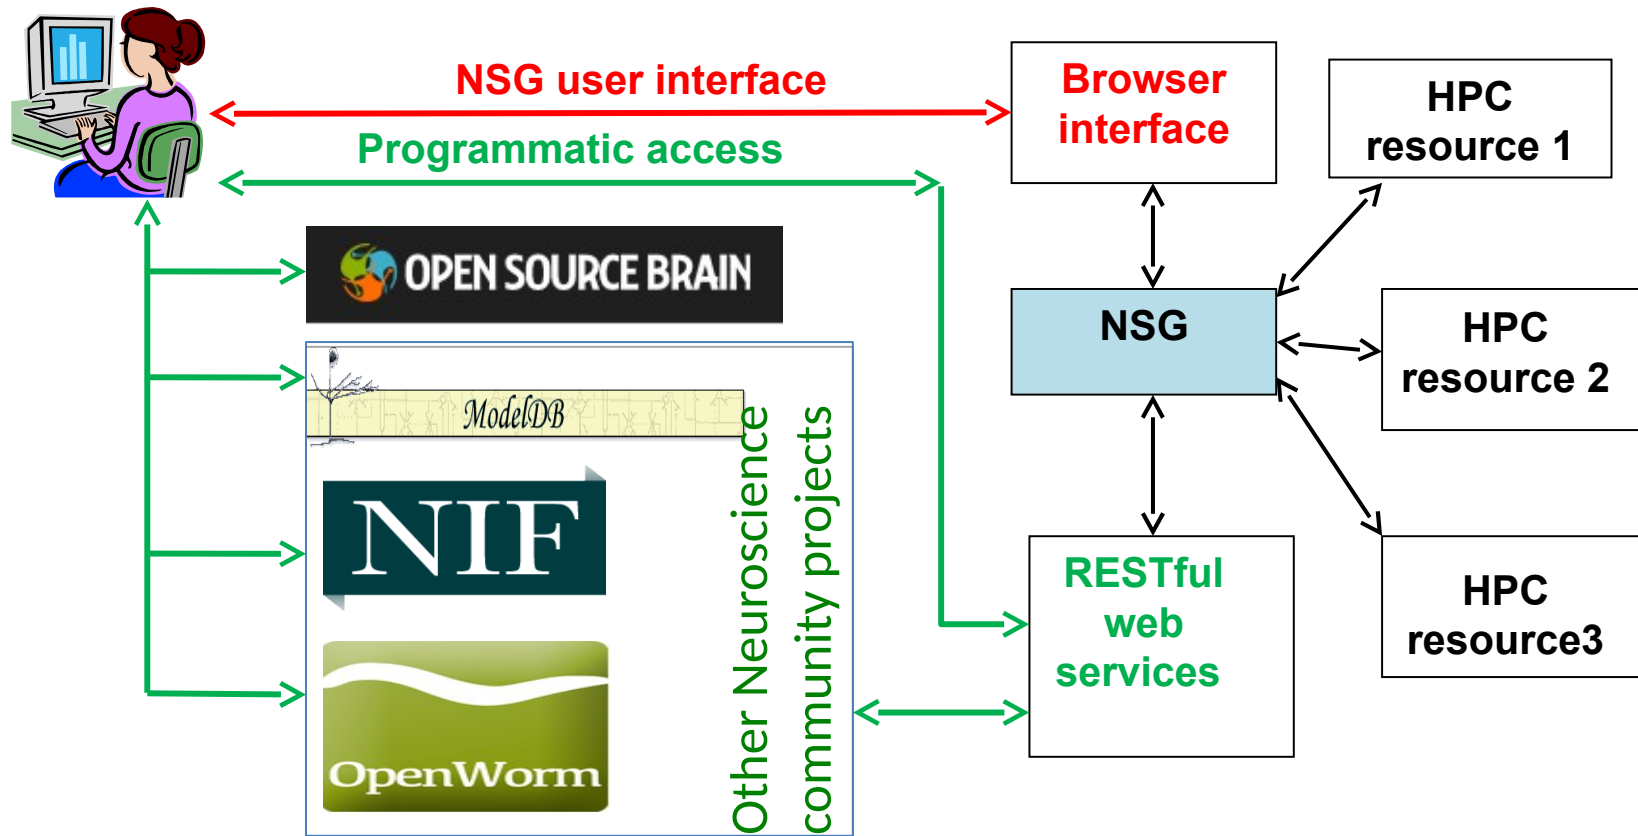 NSG user interface
Programmatic access
Browser
interface
HPC
resource 1
OPEN SOURCE BRAIN
NSG
HPC
resource 2
ModelDB
NIF
OpenWorm
Other Neuroscience
community projects
RESTful
web
services
HPC
resource3